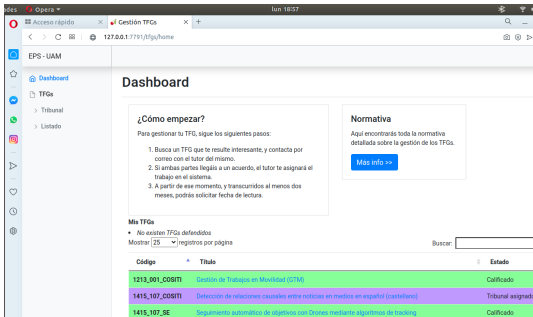 Opera
lun 18:57
Acceso rápido
Gestión TFGs
127.0.0.1:7791/tfgs/home
EPS - UAM
Dashboard
TFGs
Tribunal
Listado
Dashboard
¿Cómo empezar?
Para gestionar tu TFG, sigue los siguientes pasos:
1. Busca un TFG que te resulte interesante, y contacta por
correo con el tutor del mismo.
2. Si ambas partes llegáis a un acuerdo, el tutor te asignará el
trabajo en el sistema.
3. A partir de ese momento, y transcurridos al menos dos
meses, podrás solicitar fecha de lectura.
Normativa
Aquí encontrarás toda la normativa
detallada sobre la gestión de los TFGs.
Más info >>
Mis TFGs
No existen TFGs defendidos
Mostrar 25 registros por página
Buscar:
Código Título Estado
1213_001_COSITI Gestión de Trabajos en Movilidad (GTM) Calificado
1415_107_COSITI Detección de relaciones causales entre noticias en medios en español (castellano) Tribunal asignado
1415_107_SE Seguimiento automático de objetivos con Drones mediante algoritmos de tracking Calificado